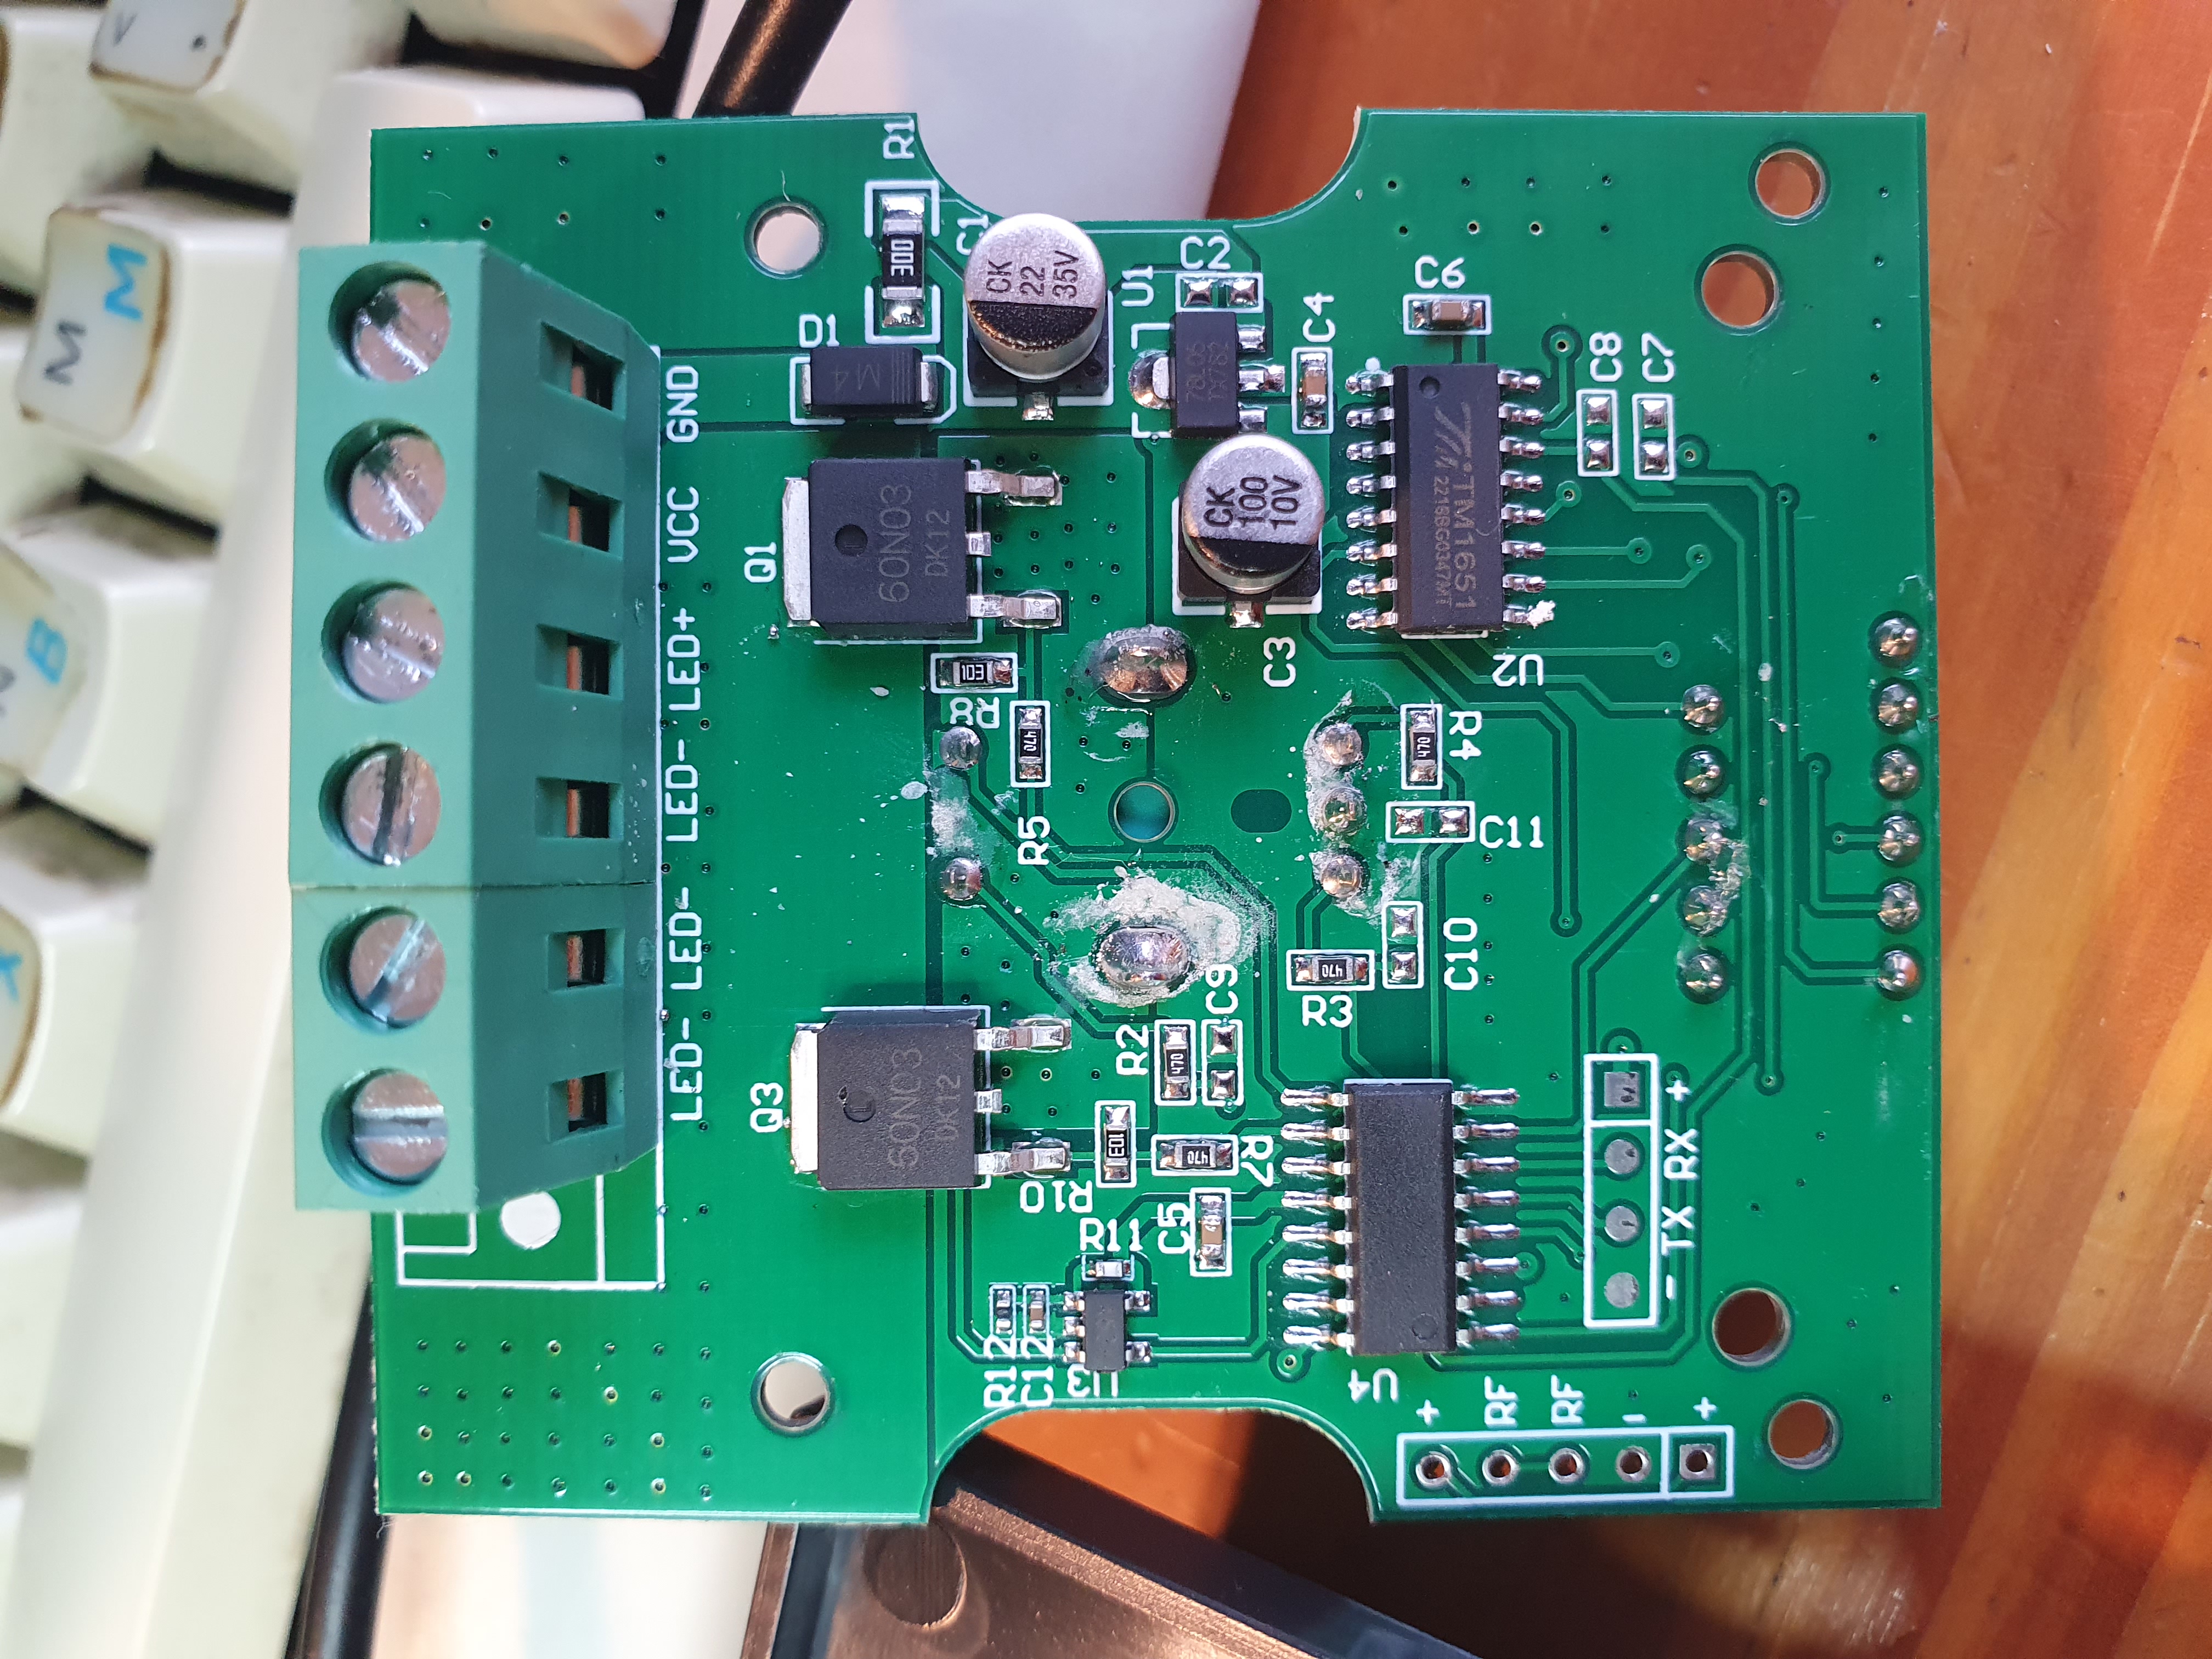 X
N
B
M
M
<
LED- LED- LED- LED+ VCC GND
Q3
Q1
60N03
DK12
60N03
DK12
D1
M4
300
R1
C1
CK
22
35V
R8
103
R5
470
R12
C12
U3
R11
R10
103
R2
470
C5
470
R7
C9
U1
78L05
C2
CK
100
10V
C3
C4
R3
470
U4
C10
C11
470
R4
TM1651
2218BG0347MT
U2
C6
+
RF
RF
-
+
- TX RX +
C8
C7